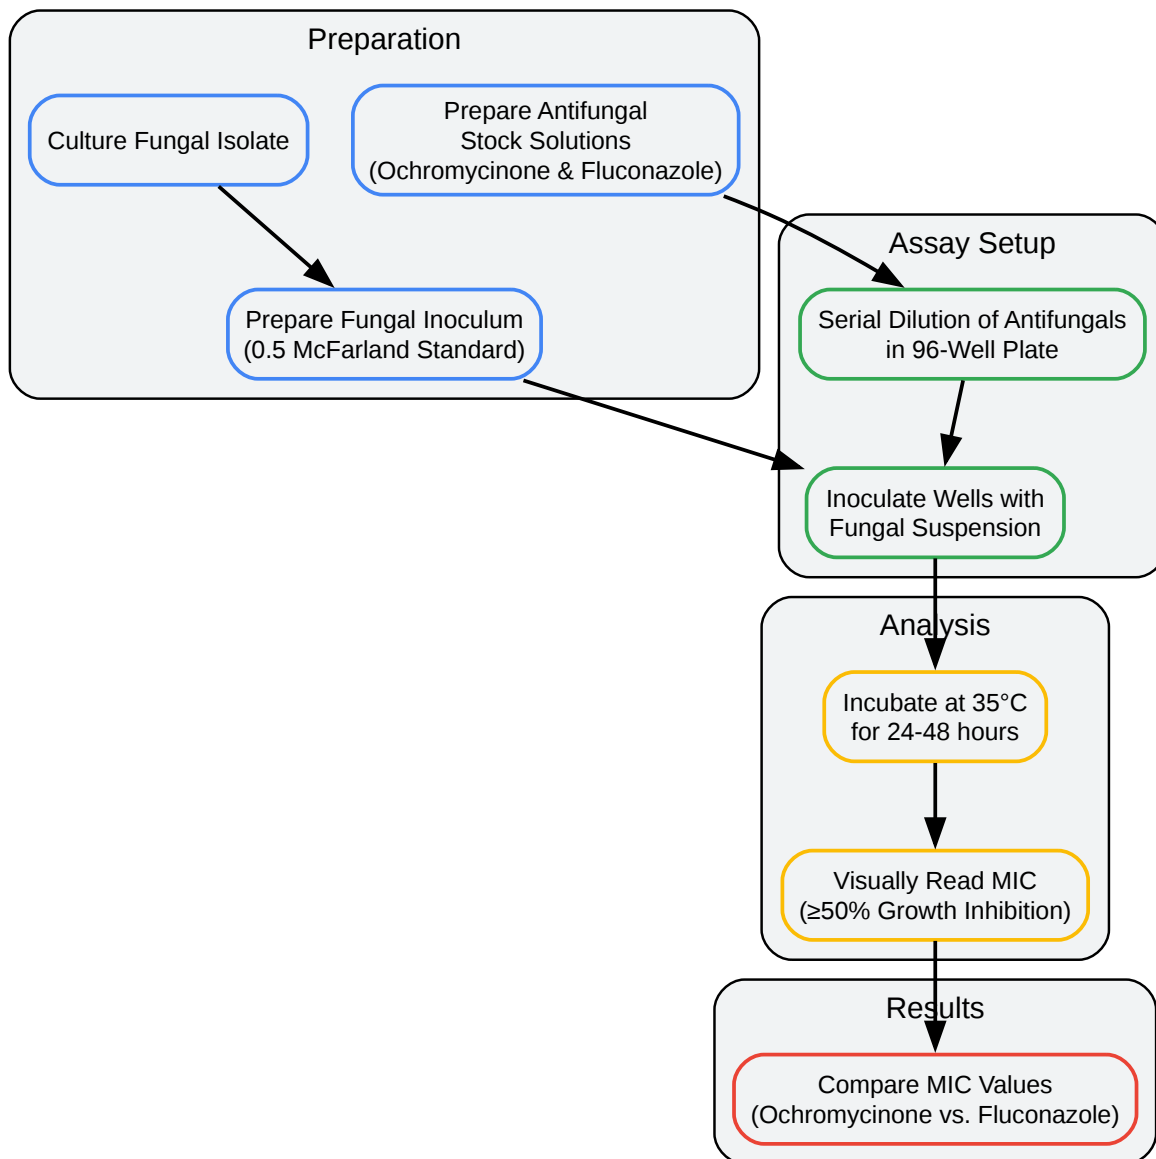 Preparation
Culture Fungal Isolate
Prepare Antifungal
Stock Solutions
(Ochromycinone & Fluconazole)
Prepare Fungal Inoculum
(0.5 McFarland Standard)
Assay Setup
Serial Dilution of Antifungals
in 96-Well Plate
Inoculate Wells with
Fungal Suspension
Analysis
Incubate at 35°C
for 24-48 hours
Visually Read MIC
(≥50% Growth Inhibition)
Results
Compare MIC Values
(Ochromycinone vs. Fluconazole)